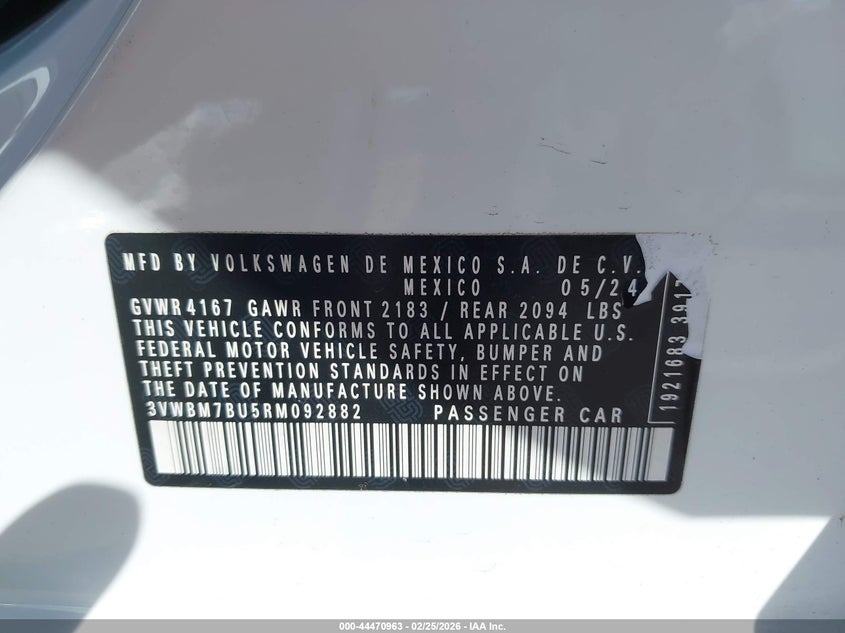 MFD BY VOLKSWAGEN DE MEXICO S.A. DE C.V.
MEXICO 05/24
GVWR 4167 GAWR FRONT 2183 / REAR 2094 LBS
THIS VEHICLE CONFORMS TO ALL APPLICABLE U.S.
FEDERAL MOTOR VEHICLE SAFETY, BUMPER AND
THEFT PREVENTION STANDARDS IN EFFECT ON
THE DATE OF MANUFACTURE SHOWN ABOVE.
3VWBM7BU5RM092882 PASSENGER CAR
1921683
000-44470963 - 02/25/2026 - IAA Inc.